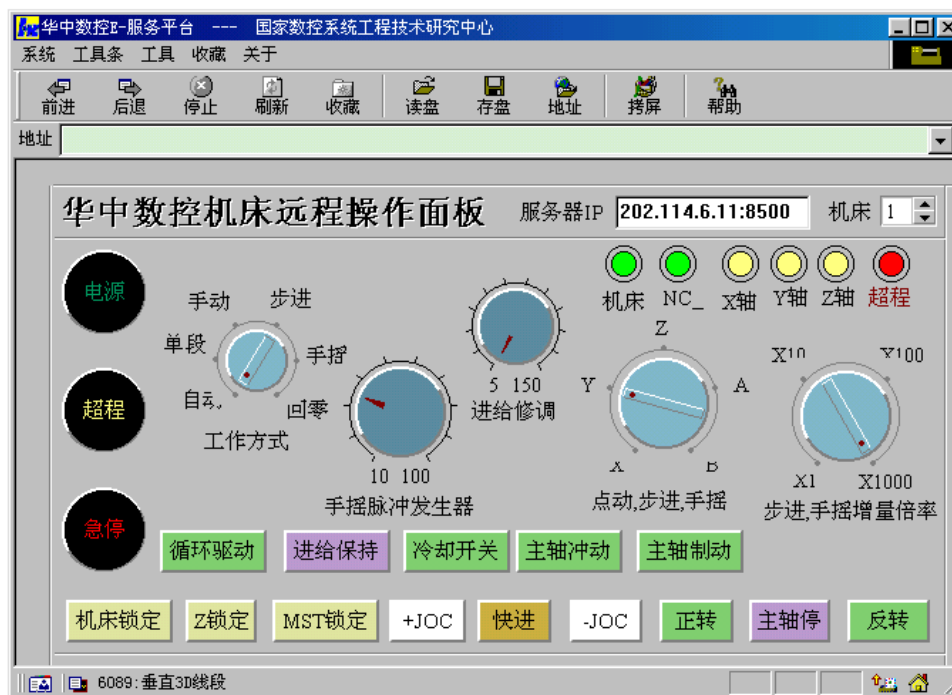 华中数控E-服务平台 --- 国家数控系统工程技术研究中心
系统 工具条 工具 收藏 关于
前进 后退 停止 刷新 收藏 读盘 存盘 地址 拷屏 帮助
地址
华中数控机床远程操作面板 服务器IP 202.114.6.11:8500 机床 1
机床 NC_ X轴 Y轴 Z轴 超程
电源
手动 步进
单段 手摇
自动. 回零
工作方式
5 150
进给修调
Z
Y A
X B
点动,步进,手摇
X10 X100
X1 X1000
步进,手摇增量倍率
超程
10 100
手摇脉冲发生器
急停
循环驱动 进给保持 冷却开关 主轴冲动 主轴制动
机床锁定 Z锁定 MST锁定 +JOC 快进 -JOC 正转 主轴停 反转
6089:垂直3D线段